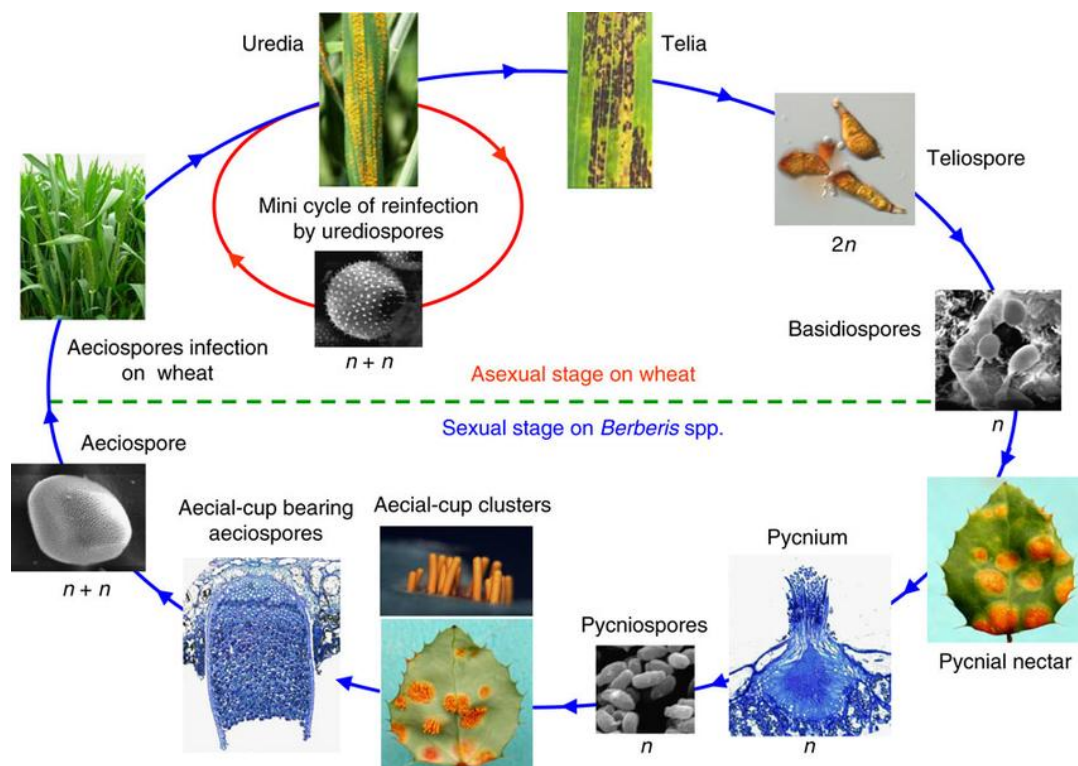 Uredia
Telia
Teliospore
2n
Mini cycle of reinfection
by urediospores
n + n
Basidiospores
n
Aeciospores infection
on wheat
Asexual stage on wheat
Sexual stage on Berberis spp.
Aeciospore
n + n
Aecial-cup bearing
aeciospores
Aecial-cup clusters
Pycniospores
n
Pycnium
n
Pycnial nectar